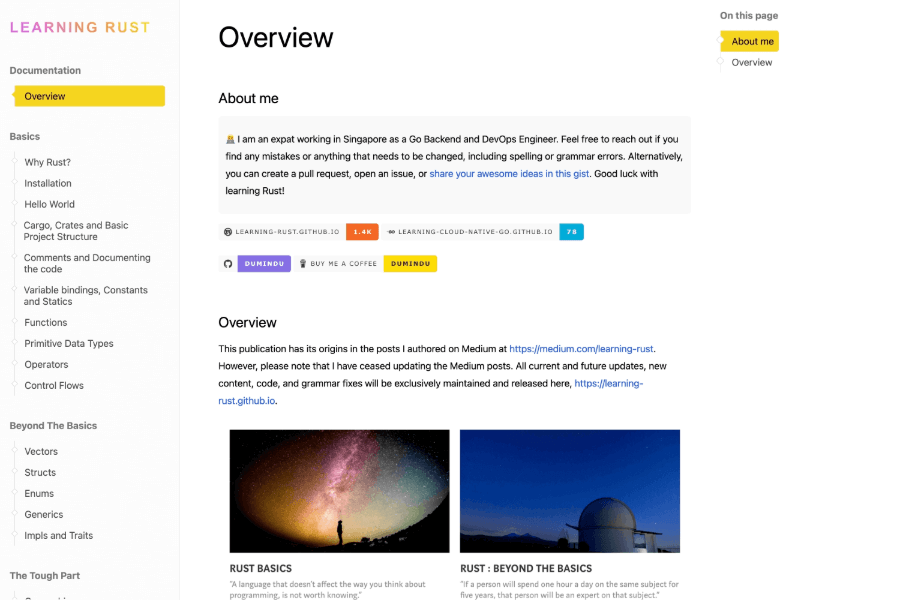 LEARNING RUST
Documentation
Overview
Basics
Why Rust?
Installation
Hello World
Cargo, Crates and Basic
Project Structure
Comments and Documenting
the code
Variable bindings, Constants
and Statics
Functions
Primitive Data Types
Operators
Control Flows
Beyond The Basics
Vectors
Structs
Enums
Generics
Impls and Traits
The Tough Part
Overview
About me
I am an expat working in Singapore as a Go Backend and DevOps Engineer. Feel free to reach out if you
find any mistakes or anything that needs to be changed, including spelling or grammar errors. Alternatively,
you can create a pull request, open an issue, or share your awesome ideas in this gist. Good luck with
learning Rust!
LEARNING-RUST.GITHUB.IO 1.4K LEARNING-CLOUD-NATIVE-GO.GITHUB.IO 78
DUMINDU BUY ME A COFFEE DUMINDU
Overview
This publication has its origins in the posts I authored on Medium at https://medium.com/learning-rust.
However, please note that I have ceased updating the Medium posts. All current and future updates, new
content, code, and grammar fixes will be exclusively maintained and released here, https://learning-
rust.github.io.
RUST BASICS
"A language that doesn't affect the way you think about
programming, is not worth knowing."
RUST : BEYOND THE BASICS
"If a person will spend one hour a day on the same subject for
five years, that person will be an expert on that subject."
On this page
About me
Overview